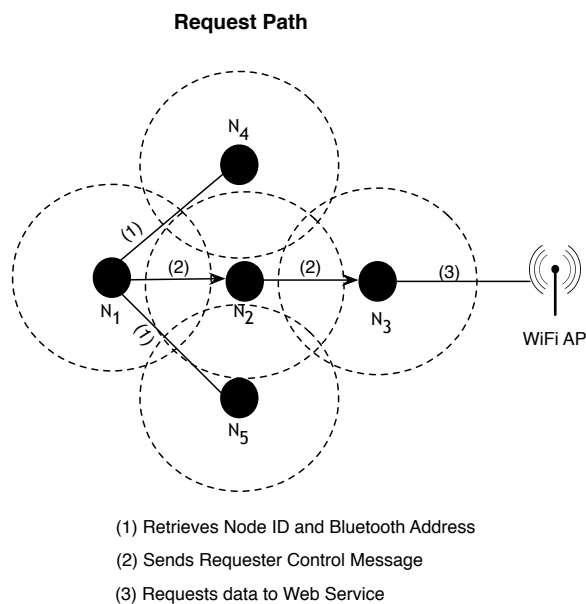 Request Path
N4
(1)
(2)
(2)
(3)
N1
N2
N3
(1)
WiFi AP
N5
(1) Retrieves Node ID and Bluetooth Address
(2) Sends Requester Control Message
(3) Requests data to Web Service